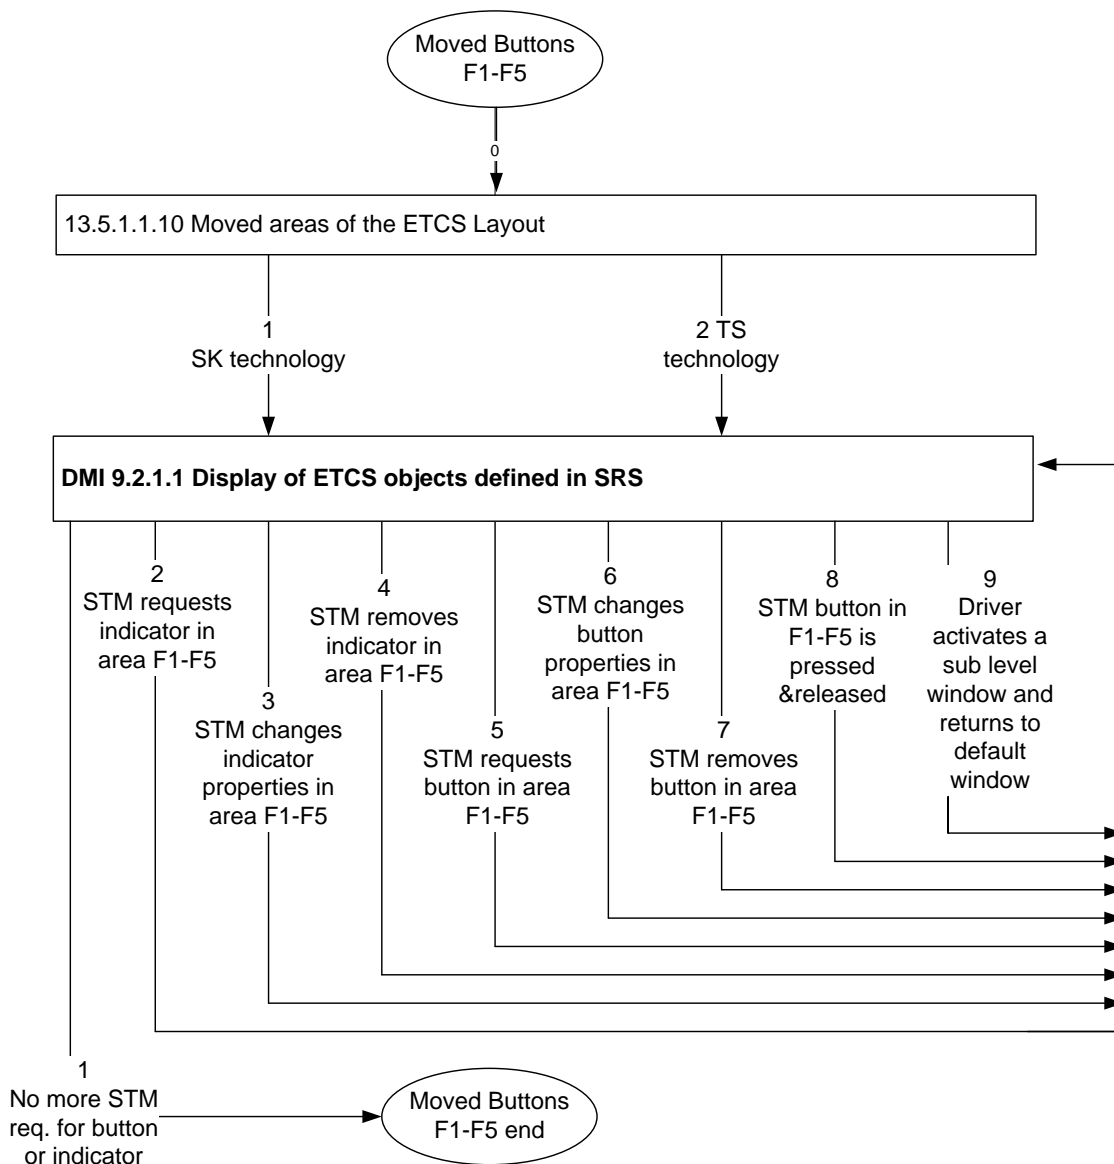 Moved Buttons
F1-F5
0
13.5.1.1.10 Moved areas of the ETCS Layout
1
SK technology
2 TS
technology
DMI 9.2.1.1 Display of ETCS objects defined in SRS
2
STM requests
indicator in
area F1-F5
3
STM changes
indicator
properties in
area F1-F5
4
STM removes
indicator in
area F1-F5
5
STM requests
button in area
F1-F5
6
STM changes
button
properties in
area F1-F5
7
STM removes
button in area
F1-F5
8
STM button in
F1-F5 is
pressed
&released
9
Driver
activates a
sub level
window and
returns to
default
window
1
No more STM
req. for button
or indicator
Moved Buttons
F1-F5 end